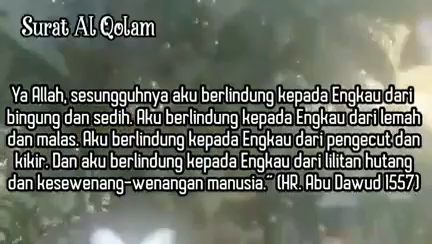 Surat Al Qolam
Ya Allah, sesungguhnya aku berlindung kepada Engkau dari
bingung dan sedih. Aku berlindung kepada Engkau dari lemah
dan malas. Aku berlindung kepada Engkau dari pengecut dan
kikir. Dan aku berlindung kepada Engkau dari lilitan hutang
dan kesewenang-wenangan manusia.” (HR. Abu Dawud 1557)